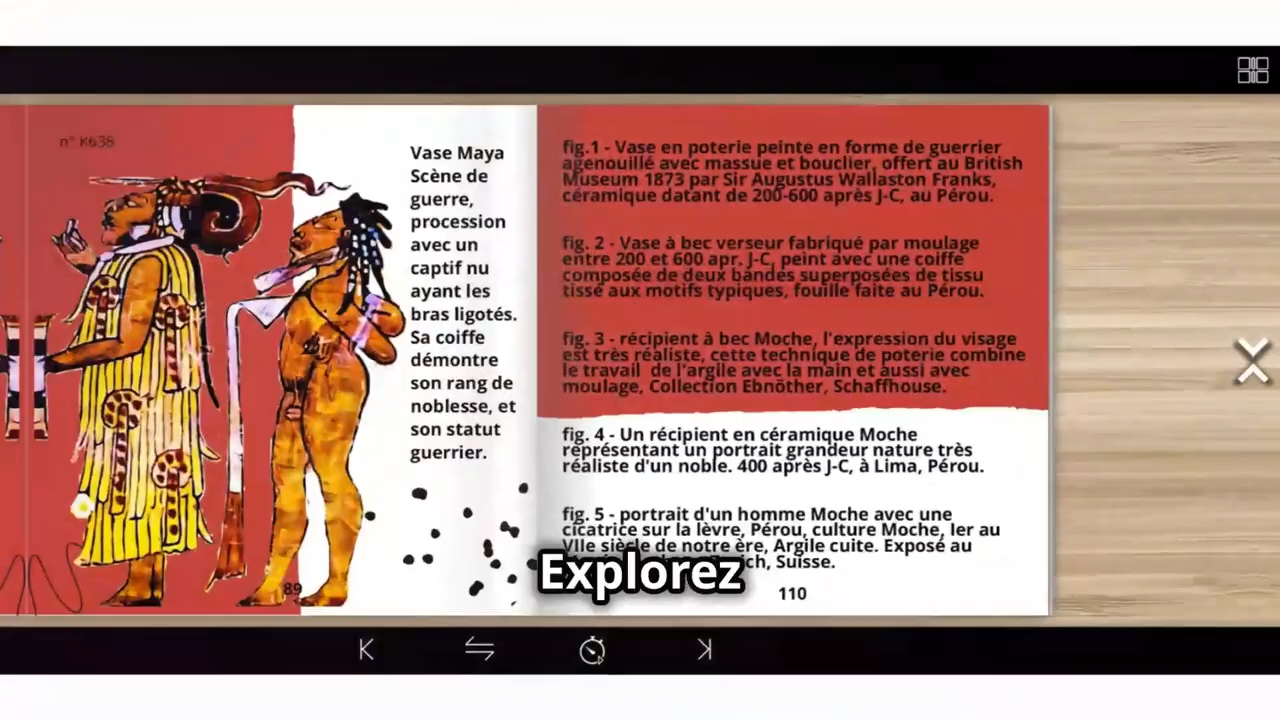 n° K638
Vase Maya
Scène de
guerre,
procession
avec un
captif nu
ayant les
bras ligotés.
Sa coiffe
démontre
son rang de
noblesse, et
son statut
guerrier.
89
fig.1 - Vase en poterie peinte en forme de guerrier
agenouillé avec massue et bouclier, offert au British
Museum 1873 par Sir Augustus Wallaston Franks,
céramique datant de 200-600 après J-C, au Pérou.
fig. 2 - Vase à bec verseur fabriqué par moulage
entre 200 et 600 apr. J-C, peint avec une coiffe
composée de deux bandes superposées de tissu
tissé aux motifs typiques, fouille faite au Pérou.
fig. 3 - récipient à bec Moche, l'expression du visage
est très réaliste, cette technique de poterie combine
le travail de l'argile avec la main et aussi avec
moulage, Collection Ebnöther, Schaffhouse.
fig. 4 - Un récipient en céramique Moche
représentant un portrait grandeur nature très
réaliste d'un noble. 400 après J-C, à Lima, Pérou.
fig. 5 - portrait d'un homme Moche avec une
cicatrice sur la lèvre, Pérou, culture Moche, Ier au
VIIe siècle de notre ère, Argile cuite. Exposé au
Suisse.
Explorez
110